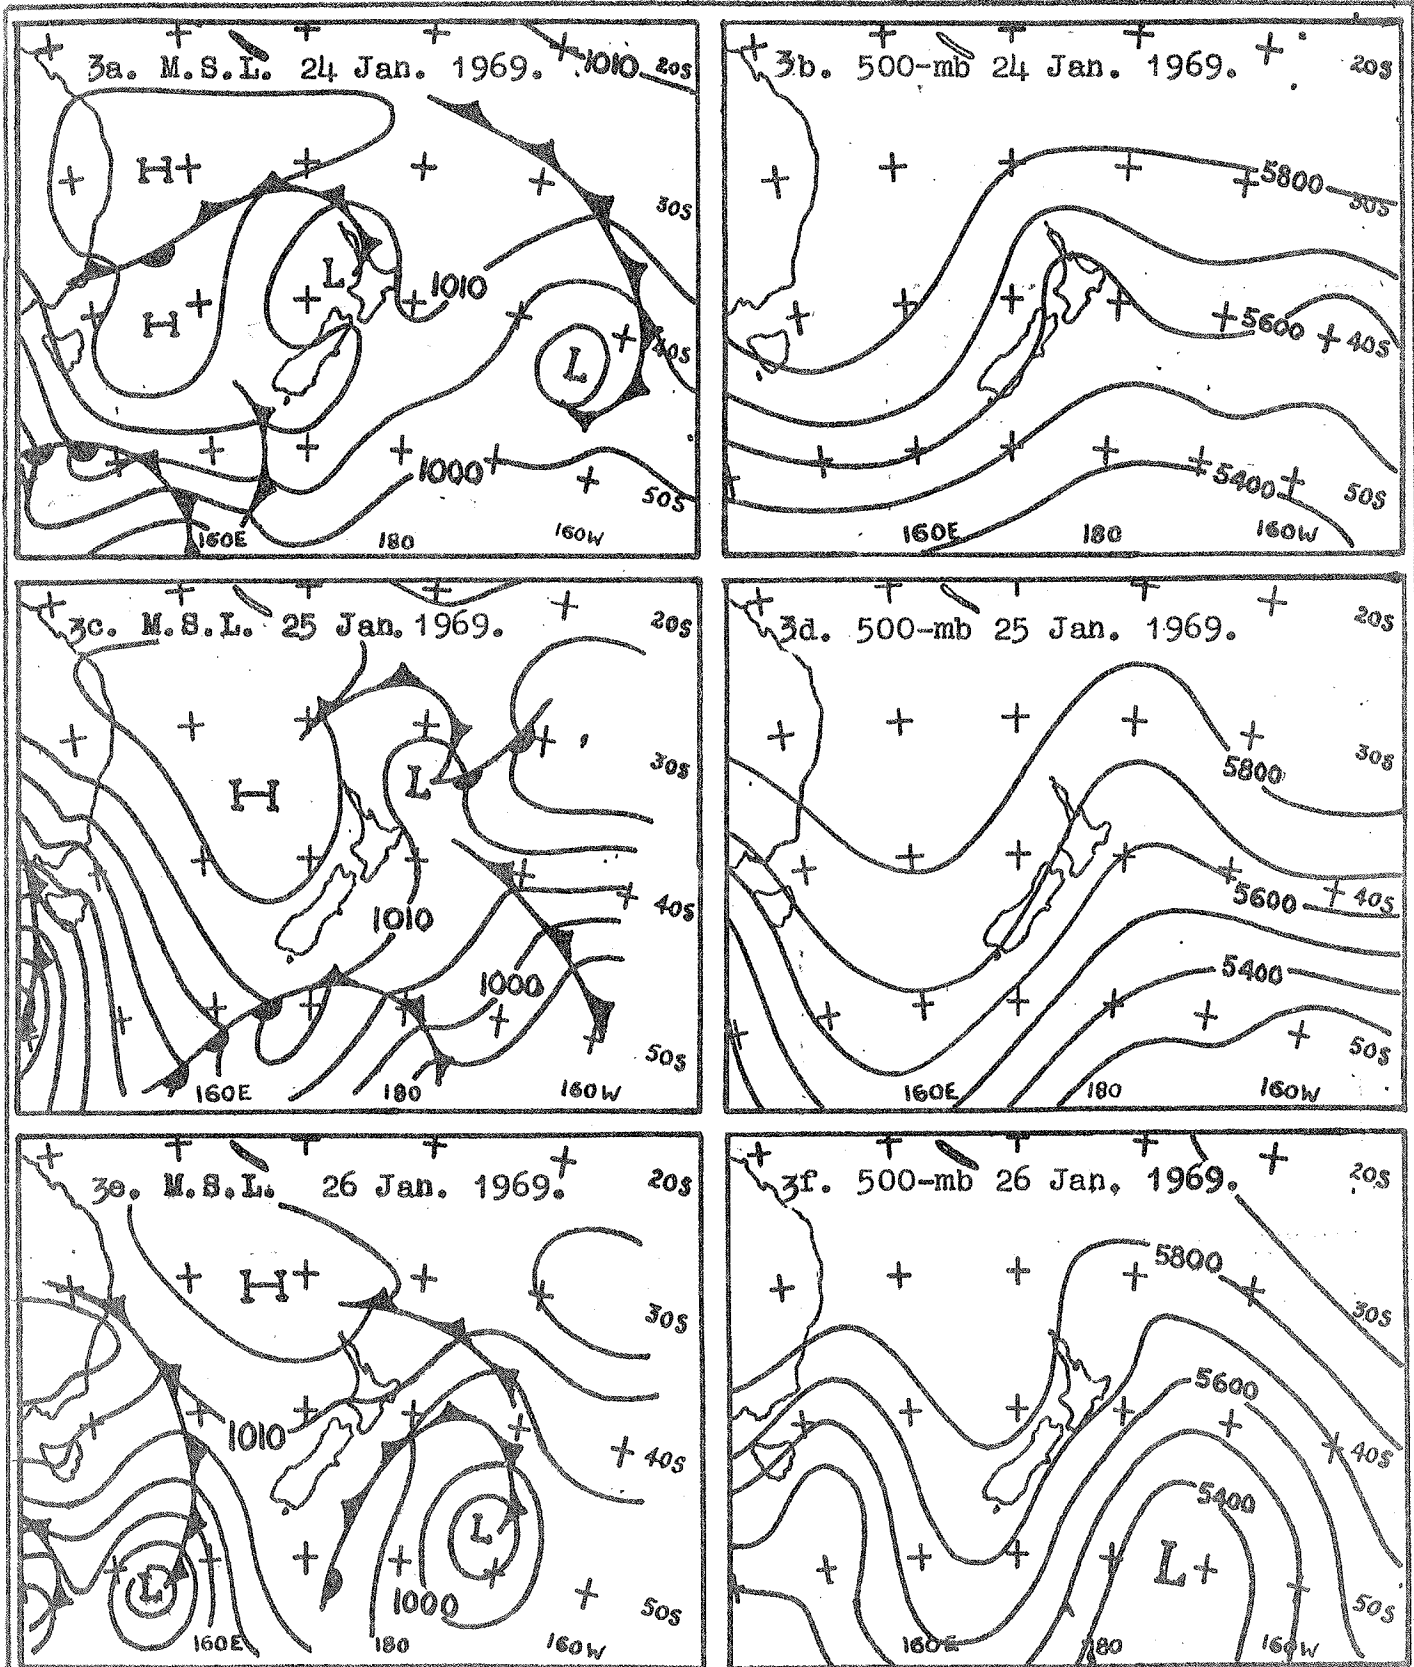 3a. M.S.L. 24 Jan. 1969.
1010
20S
H
30S
L
1010
H
L
40S
1000
50S
160E
180
160W
3b. 500-mb 24 Jan. 1969.
20S
5800
30S
5600
40S
5400
50S
160E
180
160W
3c. M.S.L. 25 Jan. 1969.
20S
30S
H
L
40S
1010
1000
50S
160E
180
160W
3d. 500-mb 25 Jan. 1969.
20S
30S
5800
5600
40S
5400
50S
160E
180
160W
3e. M.S.L. 26 Jan. 1969.
20S
H
30S
1010
40S
L
L
1000
50S
160E
180
160W
3f. 500-mb 26 Jan. 1969.
20S
5800
30S
5600
40S
5400
L
50S
160E
180
160W